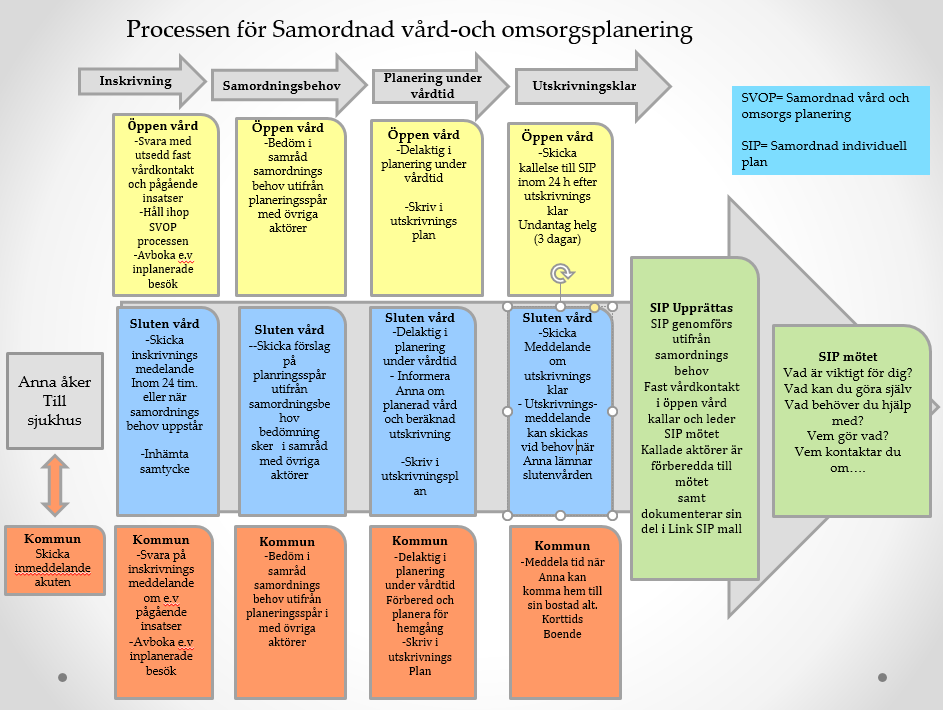 Processen för Samordnad vård-och omsorgsplanering
Inskrivning
Samordningsbehov
Planering under
vårdtid
Utskrivningsklar
SVOP= Samordnad vård och
omsorgs planering
SIP= Samordnad individuell
plan
Öppen vård
-Svara med
utsedd fast
vårdkontakt
och pågående
insatser
-Håll ihop
SVOP
processen
-Avboka e.v
inplanerade
besök
Öppen vård
-Bedöm i
samråd
samordnings
behov utifrån
planeringsspår
med övriga
aktörer
Öppen vård
-Delaktig i
planering under
vårdtid
-Skriv i
utskrivnings
plan
Öppen vård
-Skicka
kallelse till SIP
inom 24 h efter
utskrivnings
klar
Undantag helg
(3 dagar)
Anna åker
Till
sjukhus
Sluten vård
-Skicka
inskrivnings
medelande
Inom 24 tim.
eller när
samordnings
behov uppstår
-Inhämta
samtycke
Sluten vård
--Skicka förslag
på
planringsspår
utifrån
samordningsbe
hov
bedömning
sker i samråd
med övriga
aktörer
Sluten vård
-Delaktig i
planering
under vårdtid
- Informera
Anna om
planerad vård
och beräknad
utskrivning
-Skriv i
utskrivningspl
an
Sluten vård
-Skicka
Meddelande
om
utskrivnings
klar
- Utskrivnings-
meddelande
kan skickas
vid behov när
Anna lämnar
slutenvården
SIP Upprättas
SIP genomförs
utifrån
samordnings
behov
Fast vårdkontakt
i öppen vård
kallar och leder
SIP mötet
Kallade aktörer är
förberedda till
mötet
samt
dokumenterar sin
del i Link SIP mall
SIP mötet
Vad är viktigt för dig?
Vad kan du göra själv
Vad behöver du hjälp
med?
Vem gör vad?
Vem kontaktar du
om….
Kommun
Skicka
inmeddelande
akuten
Kommun
-Svara på
inskrivnings
meddelande
om e.v
pågående
insatser
-Avboka e.v
inplanerade
besök
Kommun
-Bedöm i
samråd
samordnings
behov utifrån
planeringsspår i
med övriga
aktörer
Kommun
-Delaktig i
planering
under vårdtid
Förbered och
planera för
hemgång
-Skriv i
utskrivnings
Plan
Kommun
-Meddela tid när
Anna kan
komma hem till
sin bostad alt.
Korttids
Boende